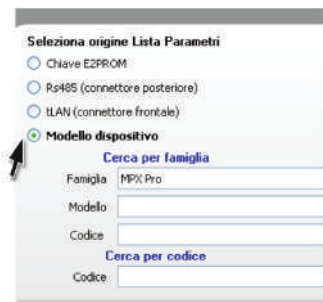 Seleziona origine Lista Parametri
Chiave E2PROM
Rs485 (connettore posteriore)
tLAN (connettore frontale)
Modello dispositivo
Cerca per famiglia
Famiglia MPX Pro
Modello
Codice
Cerca per codice
Codice